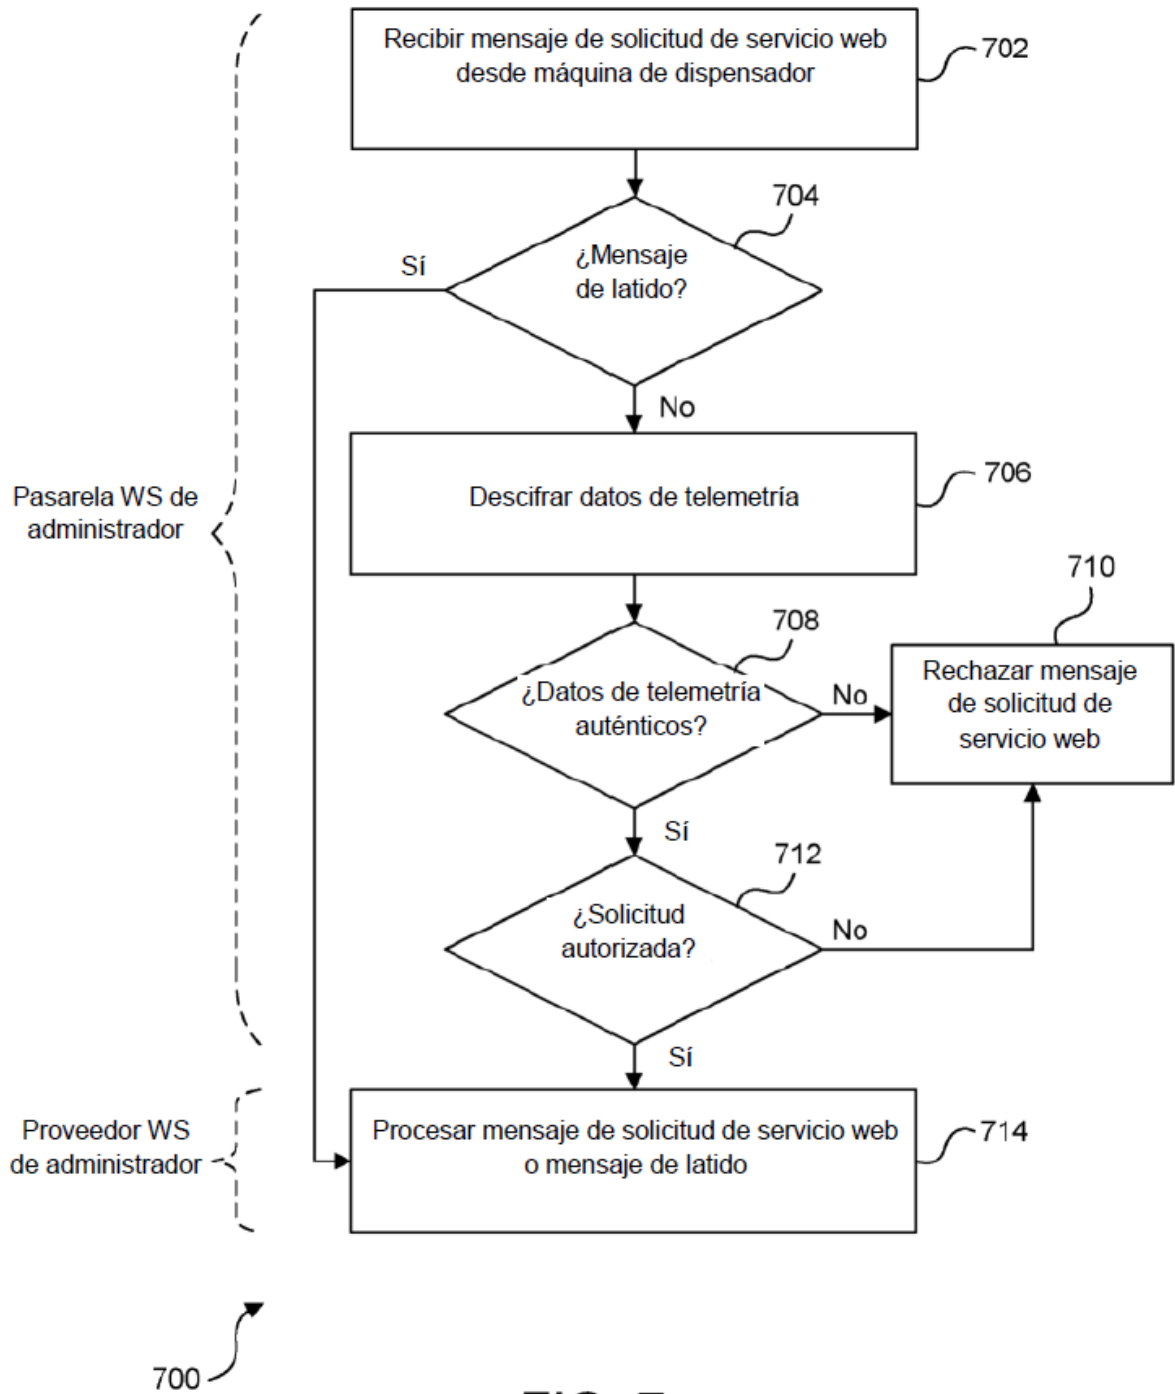 Recibir mensaje de solicitud de servicio web
desde máquina de dispensador
702
704
¿Mensaje
de latido?
Sí
No
Pasarela WS de
administrador
Descifrar datos de telemetría
706
708
¿Datos de telemetría
auténticos?
No
710
Rechazar mensaje
de solicitud de
servicio web
Sí
712
¿Solicitud
autorizada?
No
Sí
Proveedor WS
de administrador
Procesar mensaje de solicitud de servicio web
o mensaje de latido
714
700